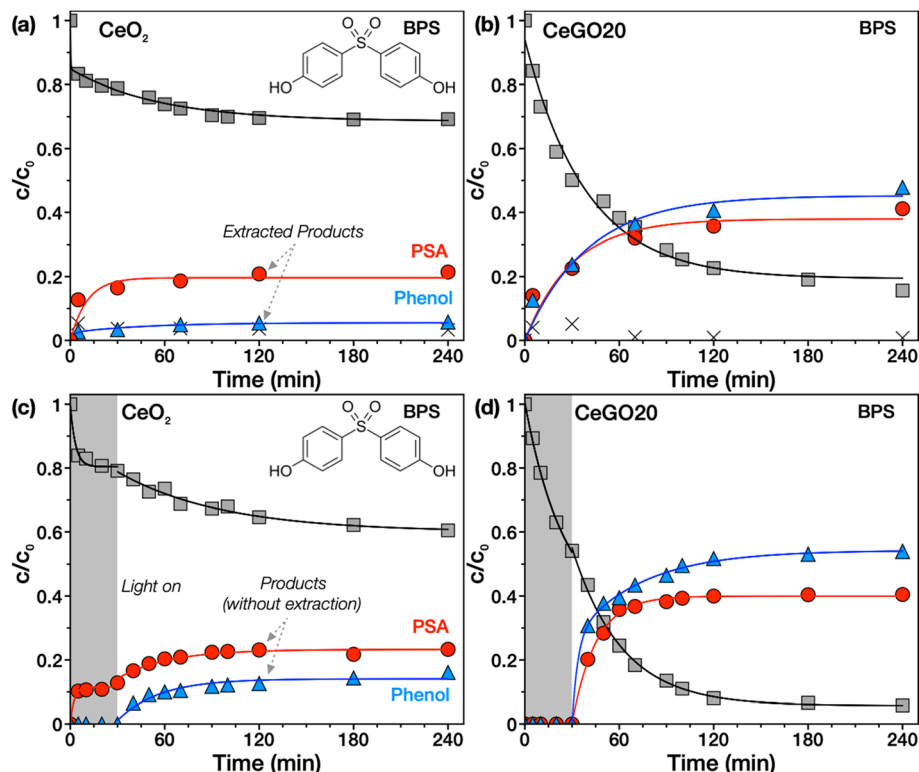 (a)
CeO2
BPS
O O
S
HO
OH
Extracted Products
PSA
Phenol
c/c0
1
0.8
0.6
0.4
0.2
0
0 60 120 180 240
Time (min)
(b)
CeGO20
BPS
c/c0
1
0.8
0.6
0.4
0.2
0
0 60 120 180 240
Time (min)
(c)
CeO2
BPS
O O
S
HO
OH
Light on
Products
(without extraction)
PSA
Phenol
c/c0
1
0.8
0.6
0.4
0.2
0
0 60 120 180 240
Time (min)
(d)
CeGO20
BPS
c/c0
1
0.8
0.6
0.4
0.2
0
0 60 120 180 240
Time (min)